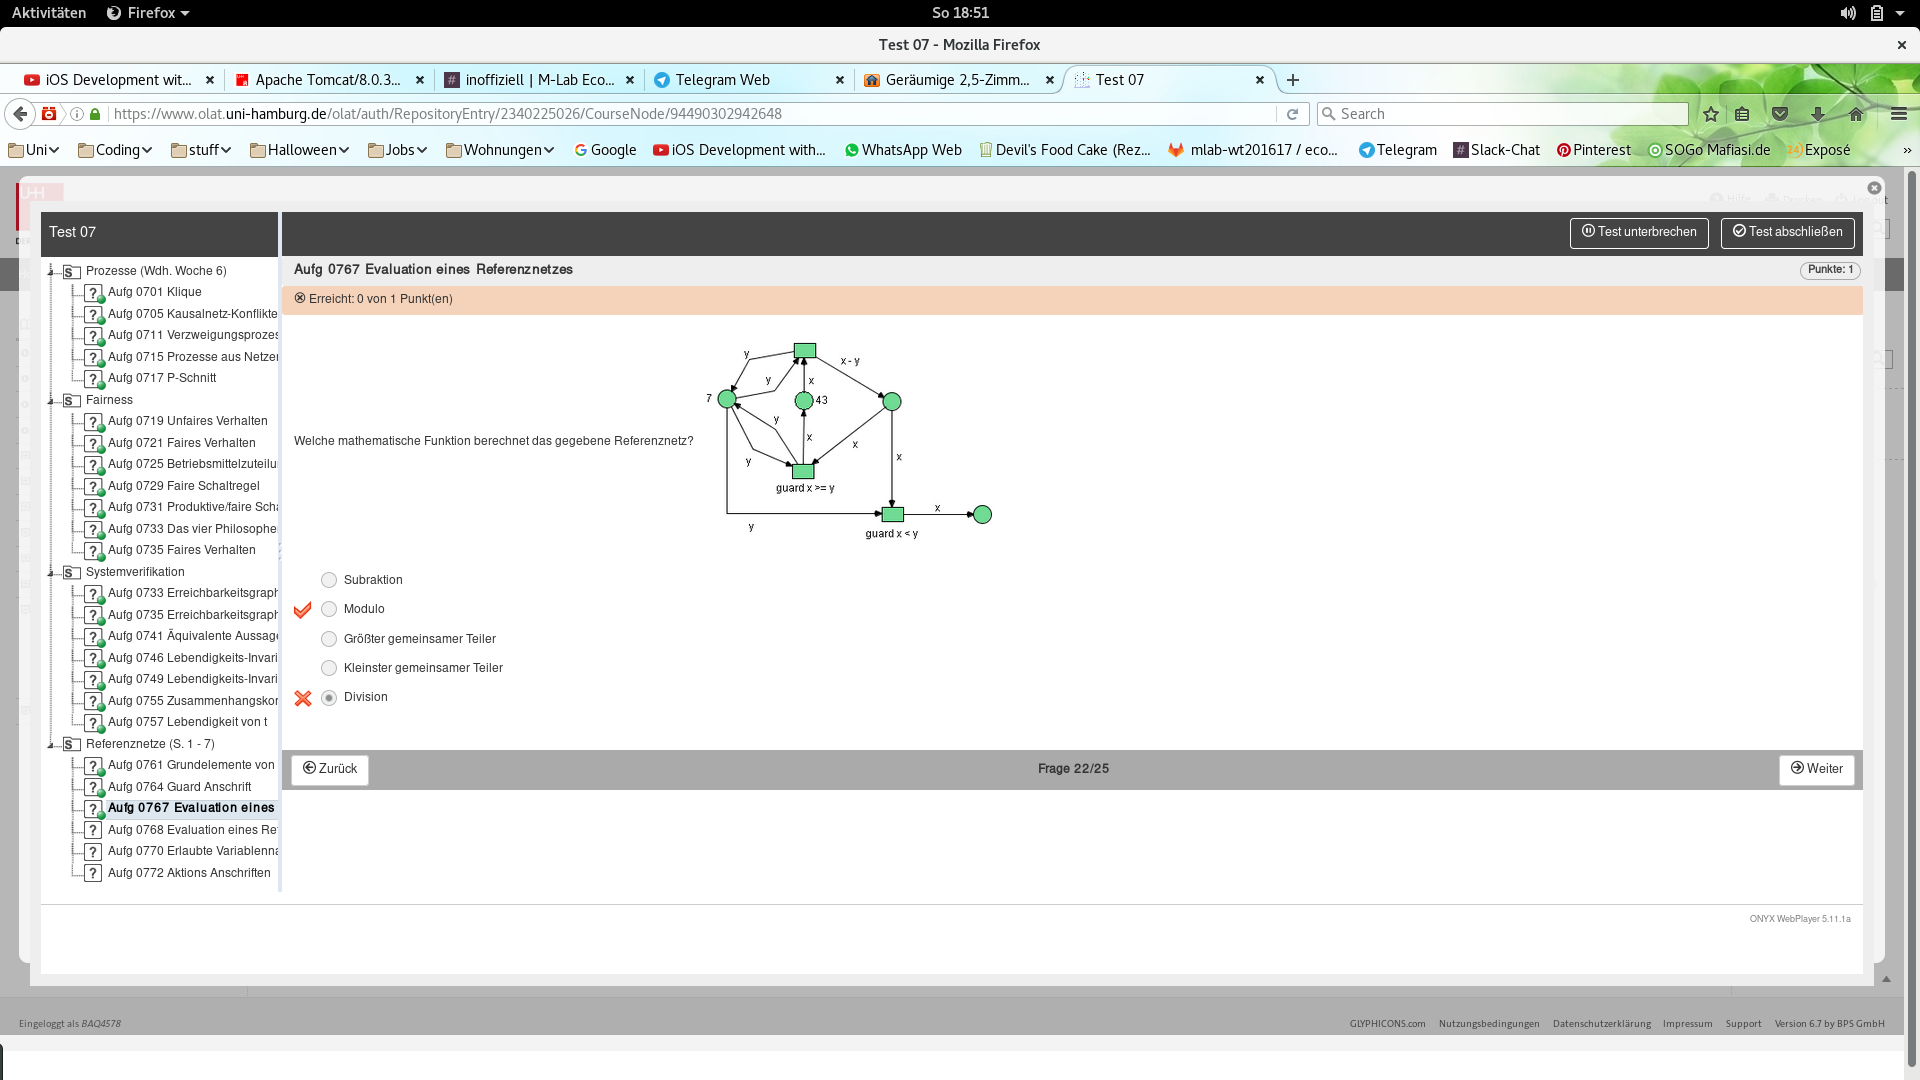 Aktivitäten Firefox So 18:51
Test 07 - Mozilla Firefox
iOS Development wit... Apache Tomcat/8.0.3... inoffiziell | M-Lab Eco... Telegram Web Geräumige 2,5-Zimm... Test 07
https://www.olat.uni-hamburg.de/olat/auth/RepositoryEntry/2340225026/CourseNode/94490302942648 Search
Uni Coding stuff Halloween Jobs Wohnungen Google iOS Development with... WhatsApp Web Devil's Food Cake (Rez... mlab-wt201617 / eco... Telegram Slack-Chat Pinterest SOGo Mafiasi.de Exposé »
Test 07 Test unterbrechen Test abschließen
Prozesse (Wdh. Woche 6)
Aufg 0701 Klique
Aufg 0705 Kausalnetz-Konflikte
Aufg 0711 Verzweigungsprozes
Aufg 0715 Prozesse aus Netzer
Aufg 0717 P-Schnitt
Fairness
Aufg 0719 Unfaires Verhalten
Aufg 0721 Faires Verhalten
Aufg 0725 Betriebsmittelzuteilu
Aufg 0729 Faire Schaltregel
Aufg 0731 Produktive/faire Scha
Aufg 0733 Das vier Philosophe
Aufg 0735 Faires Verhalten
Systemverifikation
Aufg 0733 Erreichbarkeitsgraph
Aufg 0735 Erreichbarkeitsgraph
Aufg 0741 Äquivalente Aussage
Aufg 0746 Lebendigkeits-Invari
Aufg 0749 Lebendigkeits-Invari
Aufg 0755 Zusammenhangskor
Aufg 0757 Lebendigkeit von t
Referenznetze (S. 1 - 7)
Aufg 0761 Grundelemente von
Aufg 0764 Guard Anschrift
Aufg 0767 Evaluation eines
Aufg 0768 Evaluation eines Re
Aufg 0770 Erlaubte Variablenna
Aufg 0772 Aktions Anschriften
Aufg 0767 Evaluation eines Referenznetzes Punkte: 1
Erreicht: 0 von 1 Punkt(en)
Welche mathematische Funktion berechnet das gegebene Referenznetz?
y
x - y
y
x
7
43
y
x
x
y
x
guard x >= y
x
y
guard x < y
Subraktion
Modulo
Größter gemeinsamer Teiler
Kleinster gemeinsamer Teiler
Division
Zurück Frage 22/25 Weiter
ONYX WebPlayer 5.11.1a
Eingeloggt als BAQ4578 GLYPHICONS.com Nutzungsbedingungen Datenschutzerklärung Impressum Support Version 6.7 by BPS GmbH